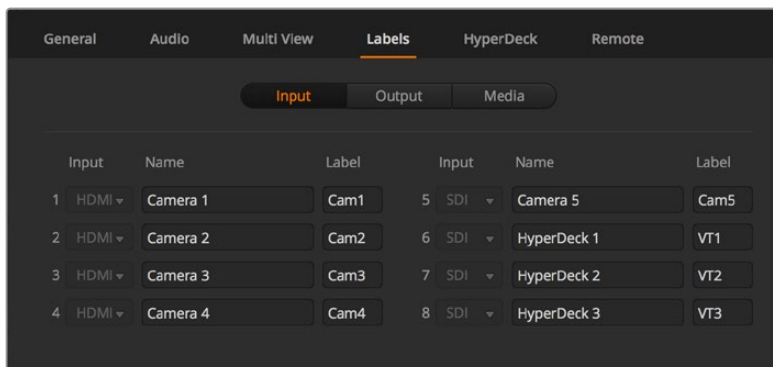 General Audio Multi View Labels HyperDeck Remote
Input Output Media
Input Name Label Input Name Label
1 HDMI Camera 1 Cam1 5 SDI Camera 5 Cam5
2 HDMI Camera 2 Cam2 6 SDI HyperDeck 1 VT1
3 HDMI Camera 3 Cam3 7 SDI HyperDeck 2 VT2
4 HDMI Camera 4 Cam4 8 SDI HyperDeck 3 VT3